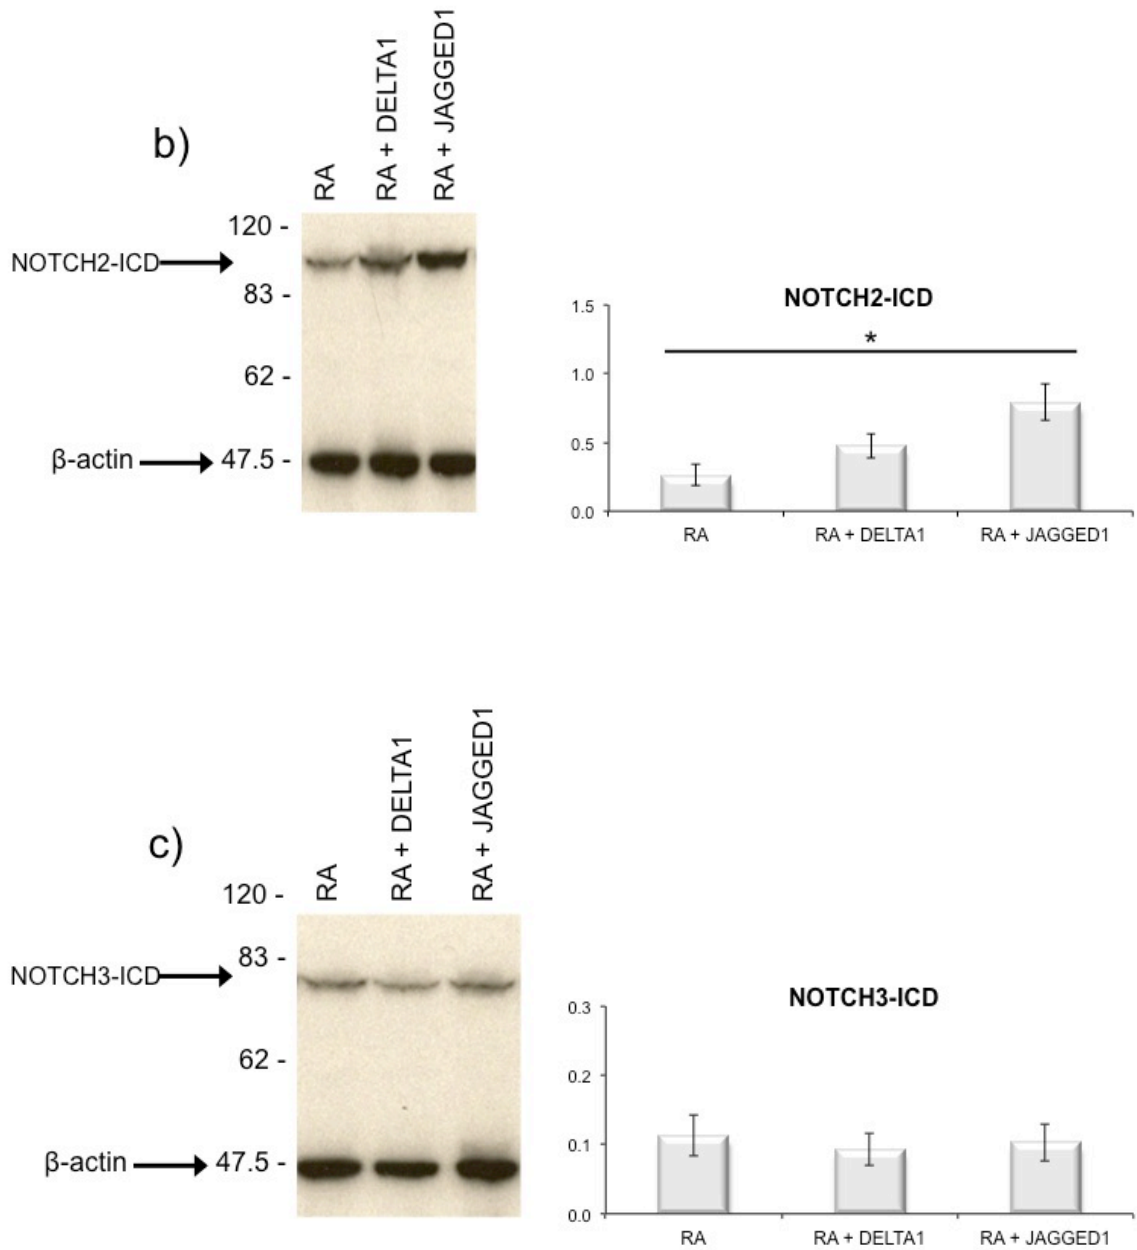 b)
RA
RA + DELTA1
RA + JAGGED1
120 -
NOTCH2-ICD
83 -
62 -
β-actin
47.5 -
NOTCH2-ICD
*
1.5
1.0
0.5
0.0
RA
RA + DELTA1
RA + JAGGED1
c)
RA
RA + DELTA1
RA + JAGGED1
120 -
83 -
NOTCH3-ICD
62 -
β-actin
47.5 -
NOTCH3-ICD
0.3
0.2
0.1
0.0
RA
RA + DELTA1
RA + JAGGED1